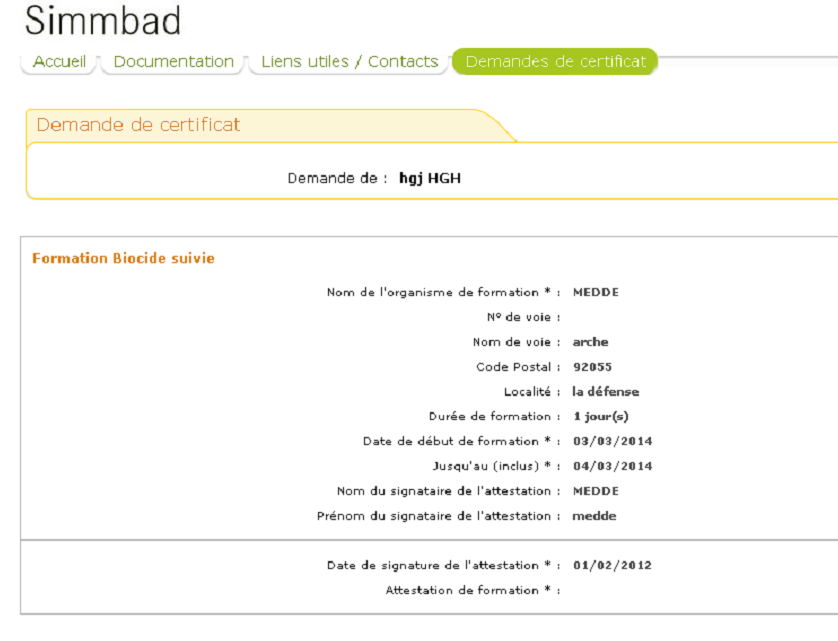 Simmbad
Accueil Documentation Liens utiles / Contacts Demandes de certificat
Demande de certificat
Demande de : hgj HGH
Formation Biocide suivie
Nom de l'organisme de formation * : MEDDE
Nº de voie :
Nom de voie : arche
Code Postal : 92055
Localité : la défense
Durée de formation : 1 jour(s)
Date de début de formation * : 03/03/2014
Jusqu'au (inclus) * : 04/03/2014
Nom du signataire de l'attestation : MEDDE
Prénom du signataire de l'attestation : medde
Date de signature de l'attestation * : 01/02/2012
Attestation de formation * :